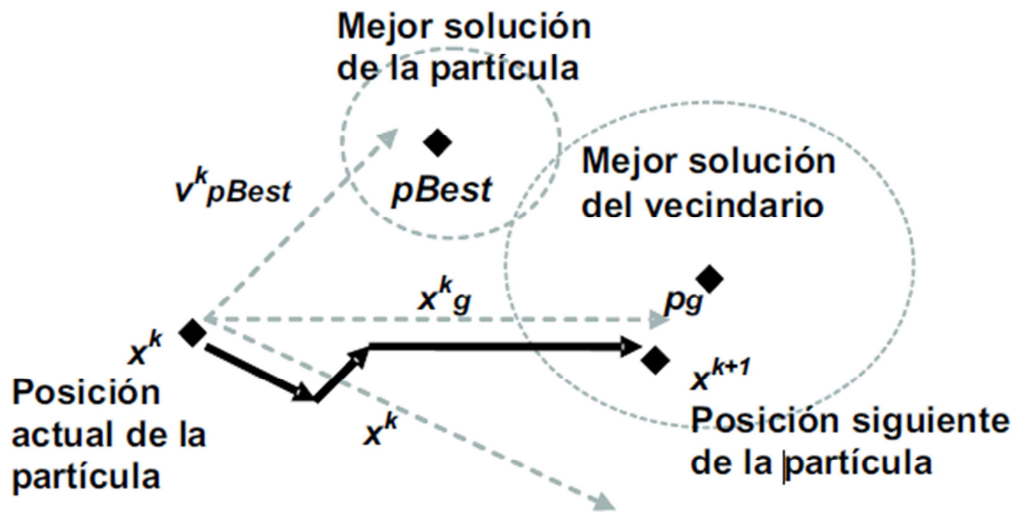 Mejor solución
de la partícula
v^k pBest
pBest
Mejor solución
del vecindario
x^k g
pg
x^k
Posición
actual de la
partícula
x^k
x^k+1
Posición siguiente
de la partícula